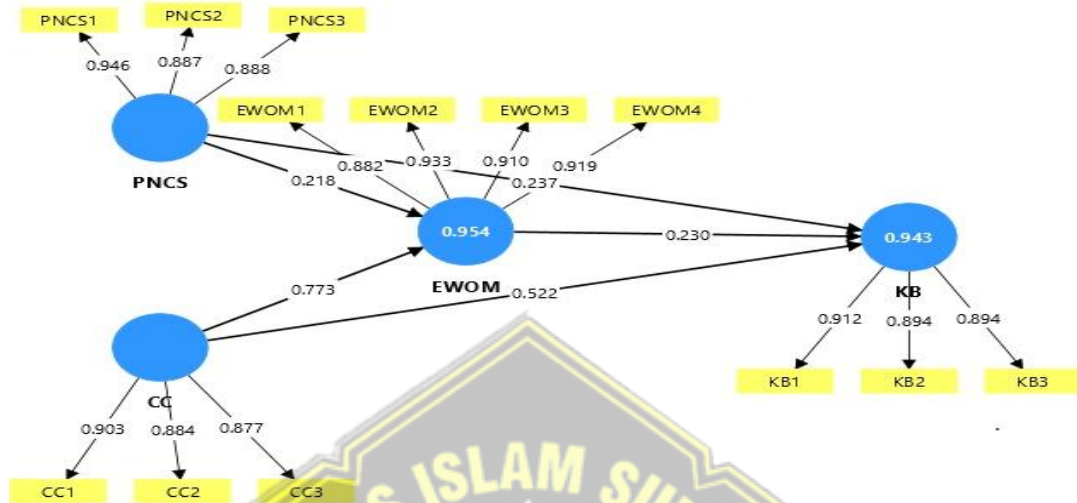 PNCS1 PNCS2 PNCS3
0.946 0.887 0.888
EWOM1 EWOM2 EWOM3 EWOM4
0.882 0.933 0.910 0.919
PNCS
0.218
0.237
0.954
EWOM
0.230
0.943
KB
0.773
0.522
0.912 0.894 0.894
KB1 KB2 KB3
CC
0.903 0.884 0.877
CC1 CC2 CC3
ISLAM